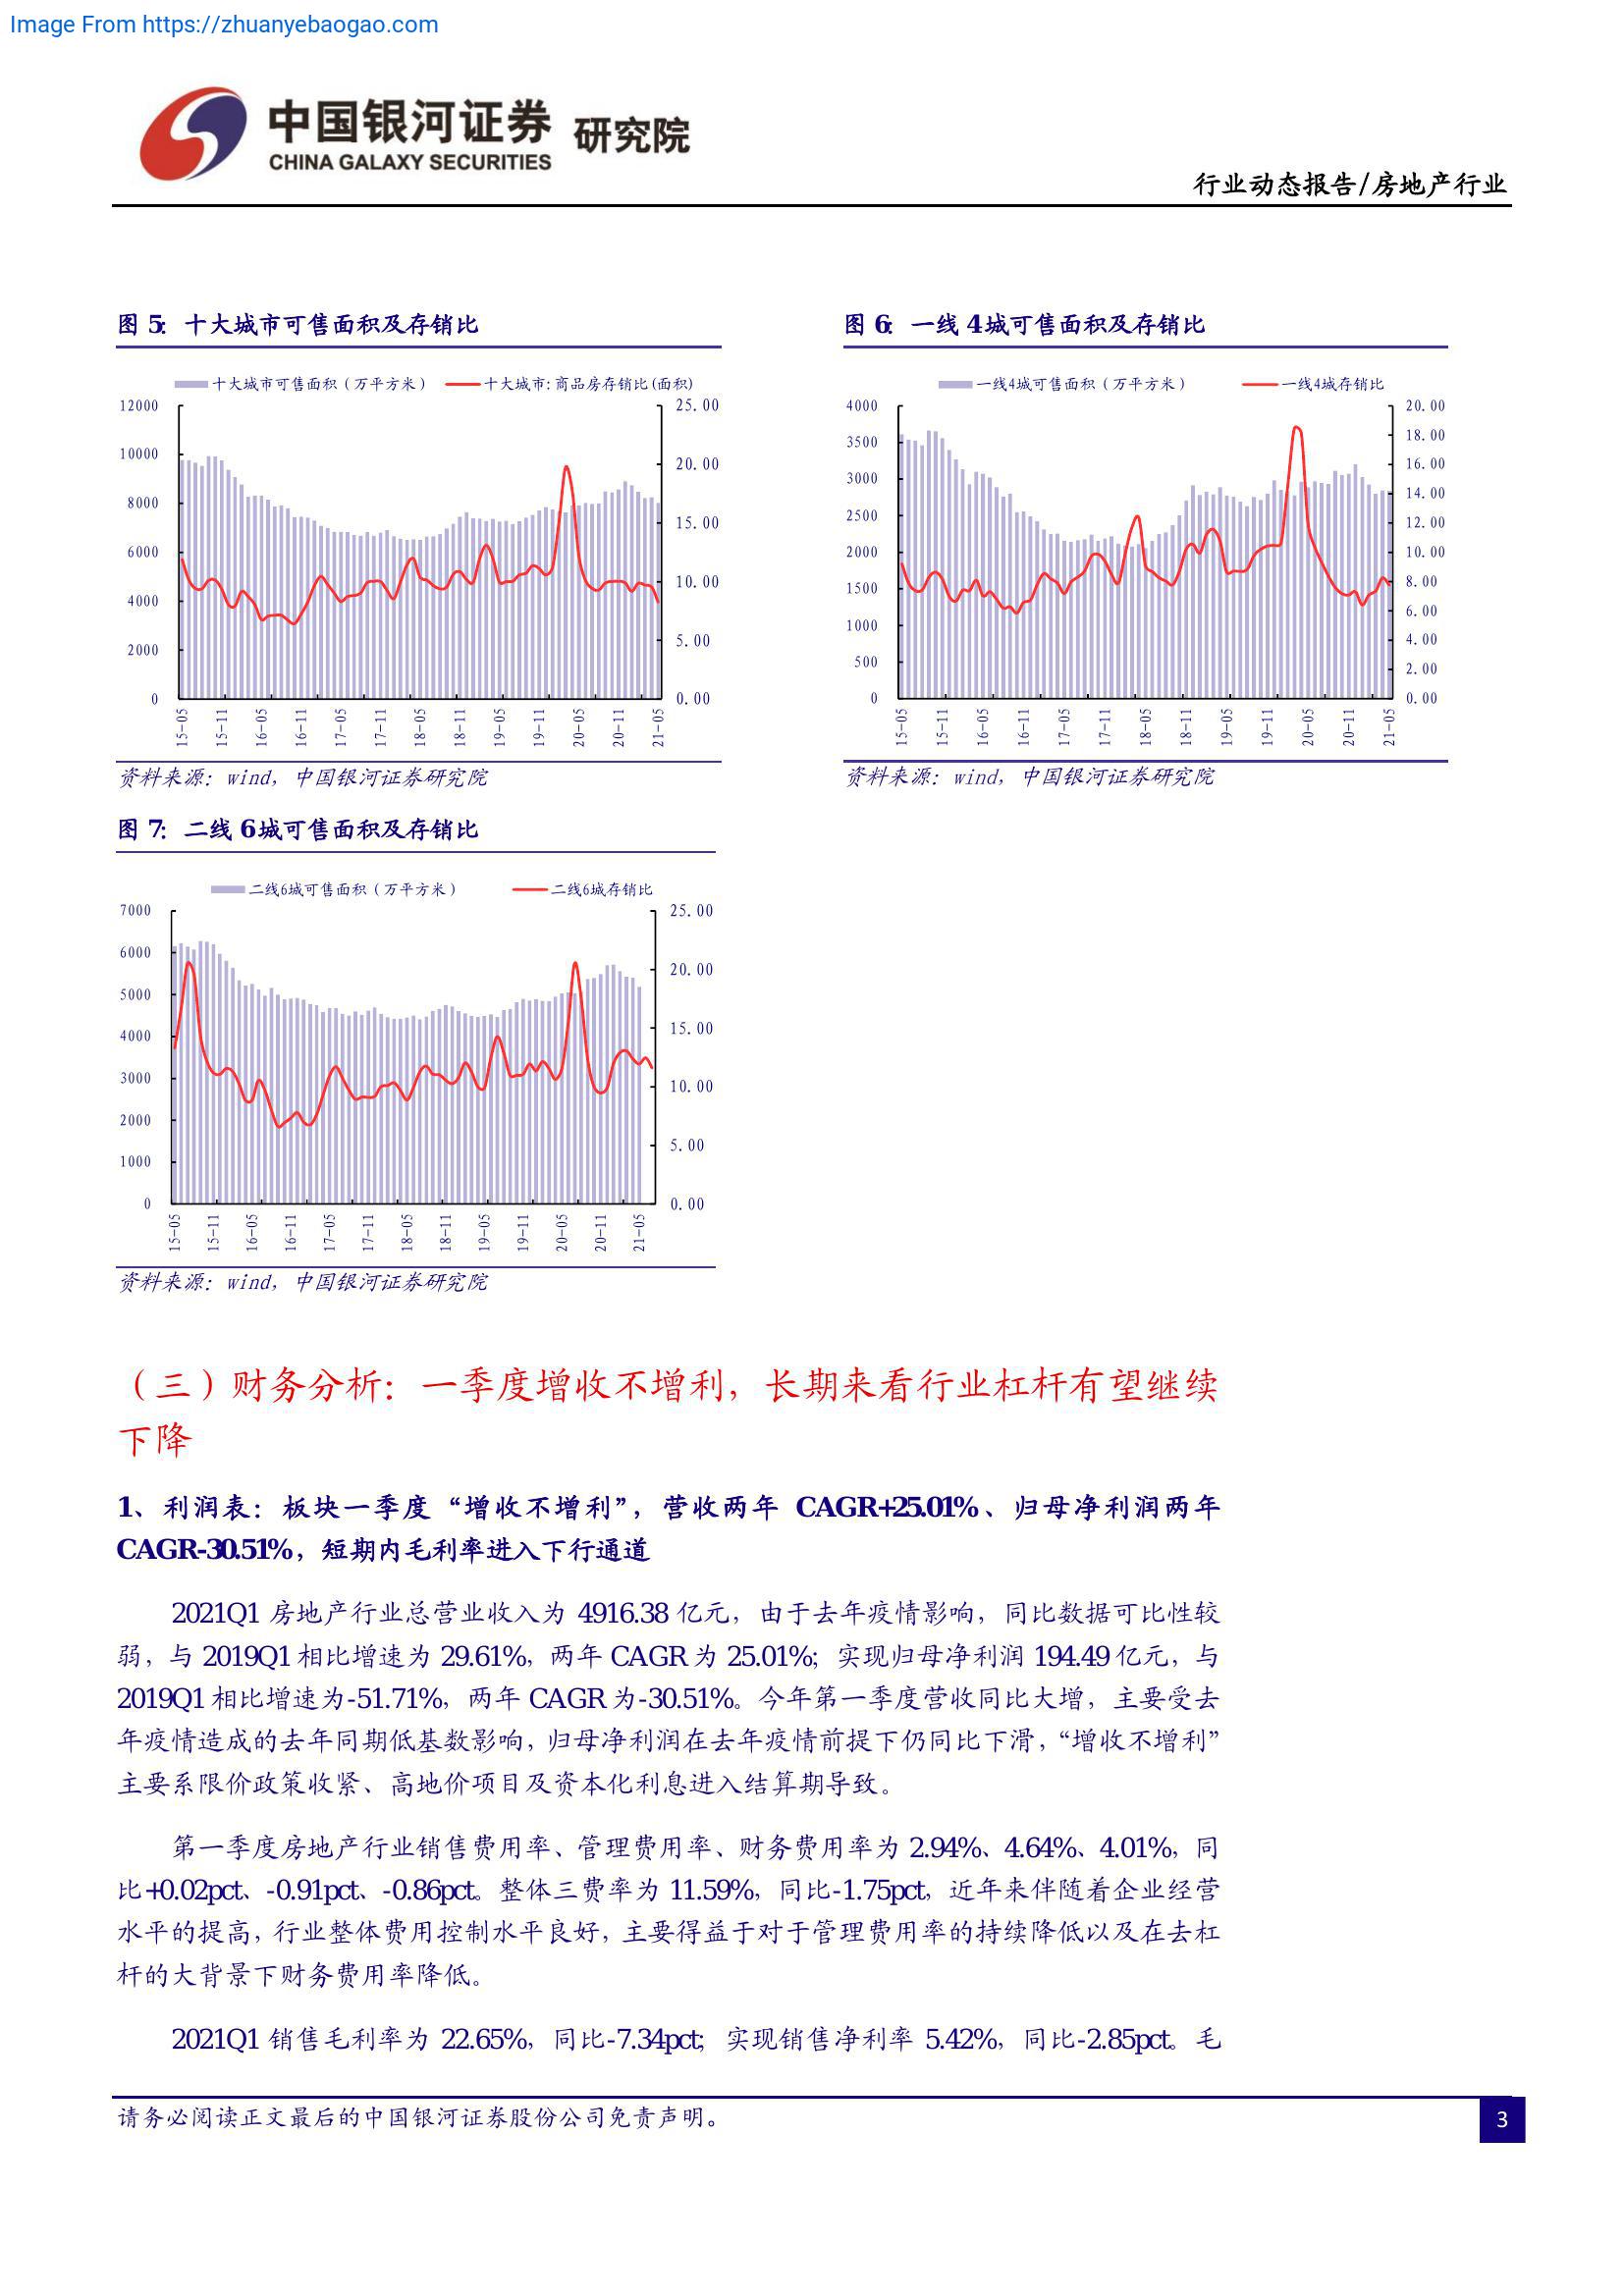 Image From https://zhuanyebaogao.com
中国银河证券 研究院
CHINA GALAXY SECURITIES
行业动态报告/房地产行业
图 5: 十大城市可售面积及存销比
十大城市可售面积（万平方米） 十大城市:商品房存销比(面积)
12000
10000
8000
6000
4000
2000
0
25.00
20.00
15.00
10.00
5.00
0.00
15-05 15-11 16-05 16-11 17-05 17-11 18-05 18-11 19-05 19-11 20-05 20-11 21-05
资料来源：wind，中国银河证券研究院
图 6: 一线 4城可售面积及存销比
一线4城可售面积（万平方米） 一线4城存销比
4000
3500
3000
2500
2000
1500
1000
500
0
20.00
18.00
16.00
14.00
12.00
10.00
8.00
6.00
4.00
2.00
0.00
15-05 15-11 16-05 16-11 17-05 17-11 18-05 18-11 19-05 19-11 20-05 20-11 21-05
资料来源：wind，中国银河证券研究院
图 7: 二线 6城可售面积及存销比
二线6城可售面积（万平方米） 二线6城存销比
7000
6000
5000
4000
3000
2000
1000
0
25.00
20.00
15.00
10.00
5.00
0.00
15-05 15-11 16-05 16-11 17-05 17-11 18-05 18-11 19-05 19-11 20-05 20-11 21-05
资料来源：wind，中国银河证券研究院
（三）财务分析：一季度增收不增利，长期来看行业杠杆有望继续
下降
1、利润表：板块一季度“增收不增利”，营收两年 CAGR+25.01%、归母净利润两年
CAGR-30.51%，短期内毛利率进入下行通道
2021Q1 房地产行业总营业收入为 4916.38 亿元，由于去年疫情影响，同比数据可比性较
弱，与 2019Q1 相比增速为 29.61%，两年 CAGR 为 25.01%；实现归母净利润 194.49 亿元，与
2019Q1 相比增速为-51.71%，两年 CAGR 为-30.51%。今年第一季度营收同比大增，主要受去
年疫情造成的去年同期低基数影响，归母净利润在去年疫情前提下仍同比下滑，“增收不增利”
主要系限价政策收紧、高地价项目及资本化利息进入结算期导致。
第一季度房地产行业销售费用率、管理费用率、财务费用率为 2.94%、4.64%、4.01%，同
比+0.02pct、-0.91pct、-0.86pct。整体三费率为 11.59%，同比-1.75pct，近年来伴随着企业经营
水平的提高，行业整体费用控制水平良好，主要得益于对于管理费用率的持续降低以及在去杠
杆的大背景下财务费用率降低。
2021Q1 销售毛利率为 22.65%，同比-7.34pct；实现销售净利率 5.42%，同比-2.85pct。毛
请务必阅读正文最后的中国银河证券股份公司免责声明。
3